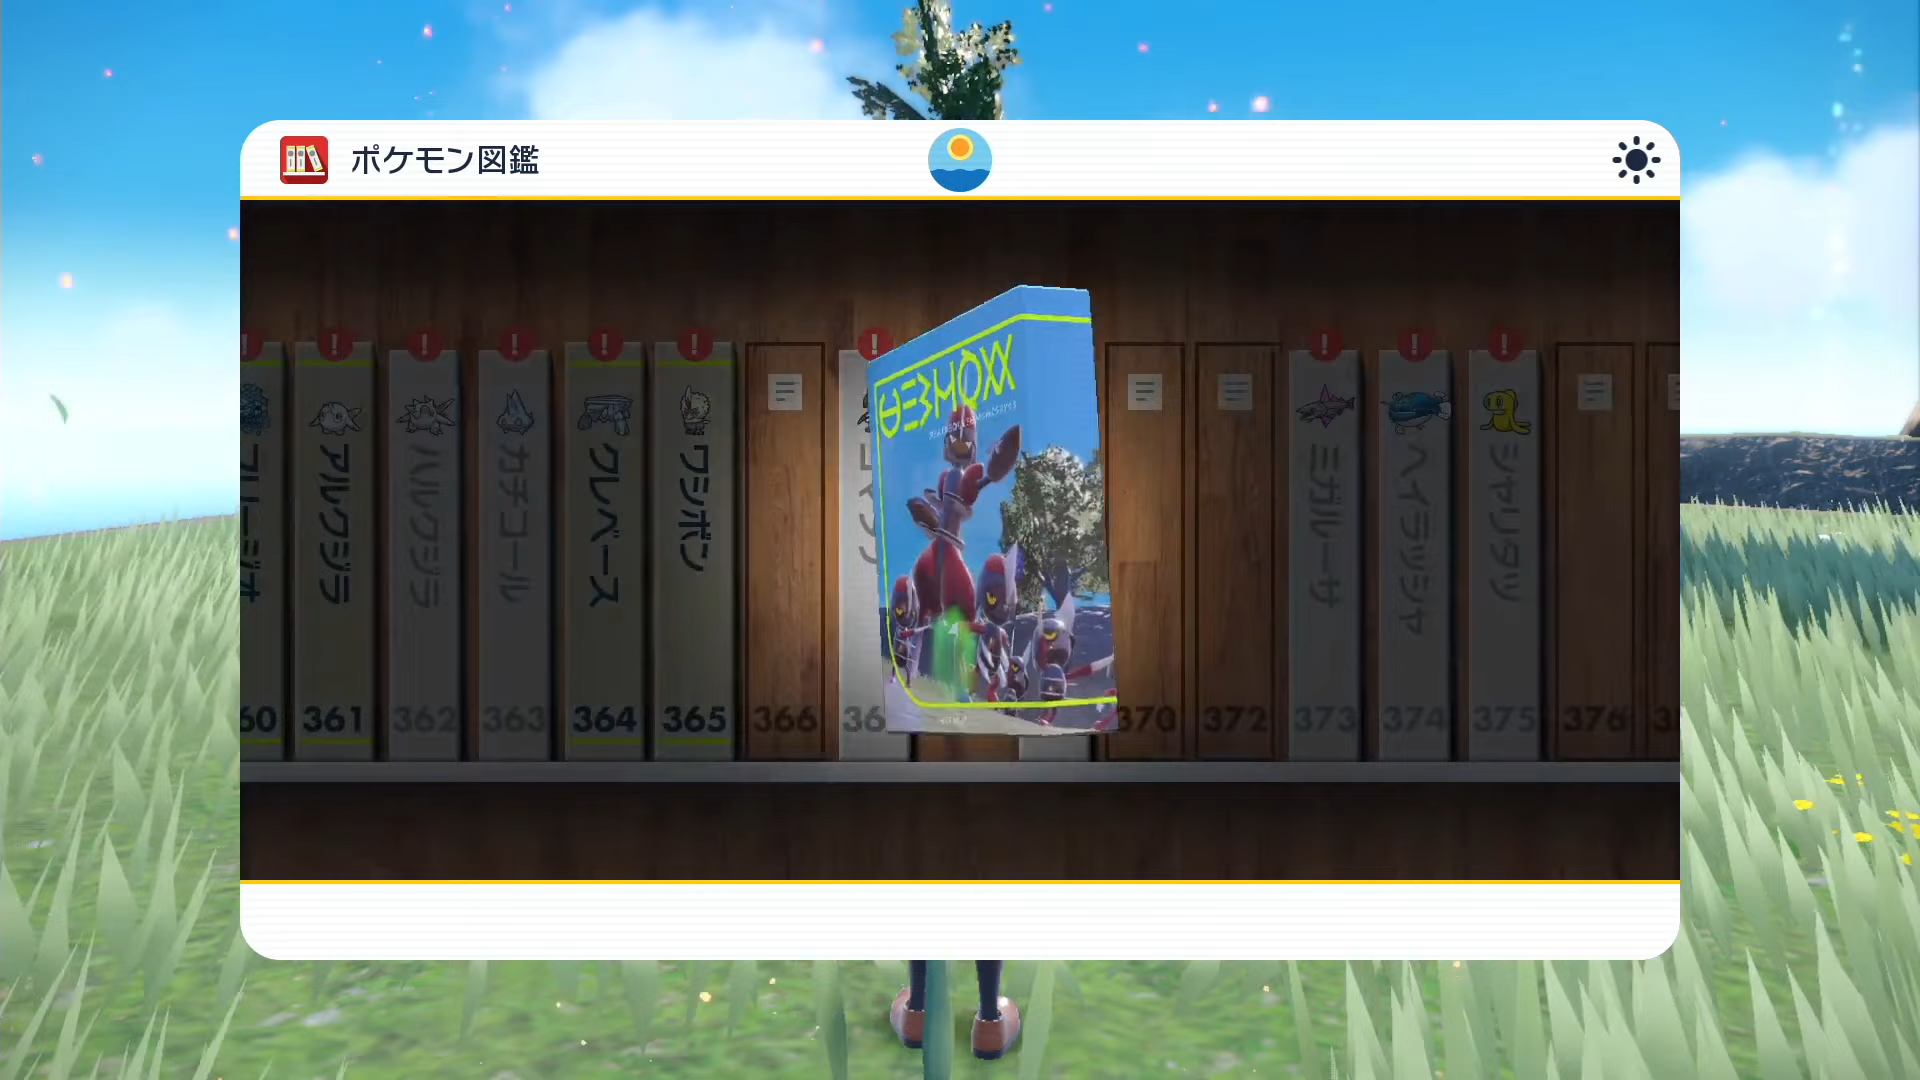 ポケモン図鑑
アルクジラ
ハルクジラ
カチコール
クレベース
ワシボン
ミガルーサ
ヘイラッシャ
シャリタツ
60
361
362
363
364
365
366
36
370
372
373
374
375
376